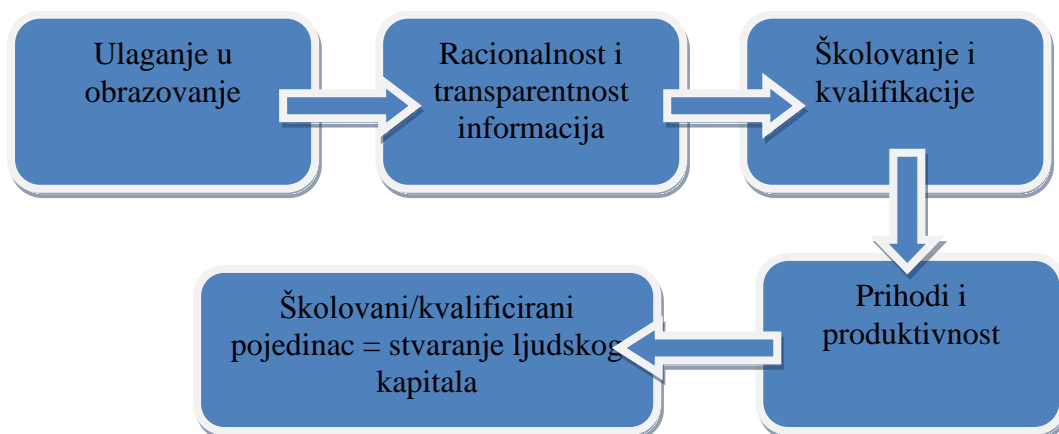 Ulaganje u
obrazovanje
Racionalnost i
transparentnost
informacija
Školovanje i
kvalifikacije
Prihodi i
produktivnost
Školovani/kvalificirani
pojedinac = stvaranje ljudskog
kapitala